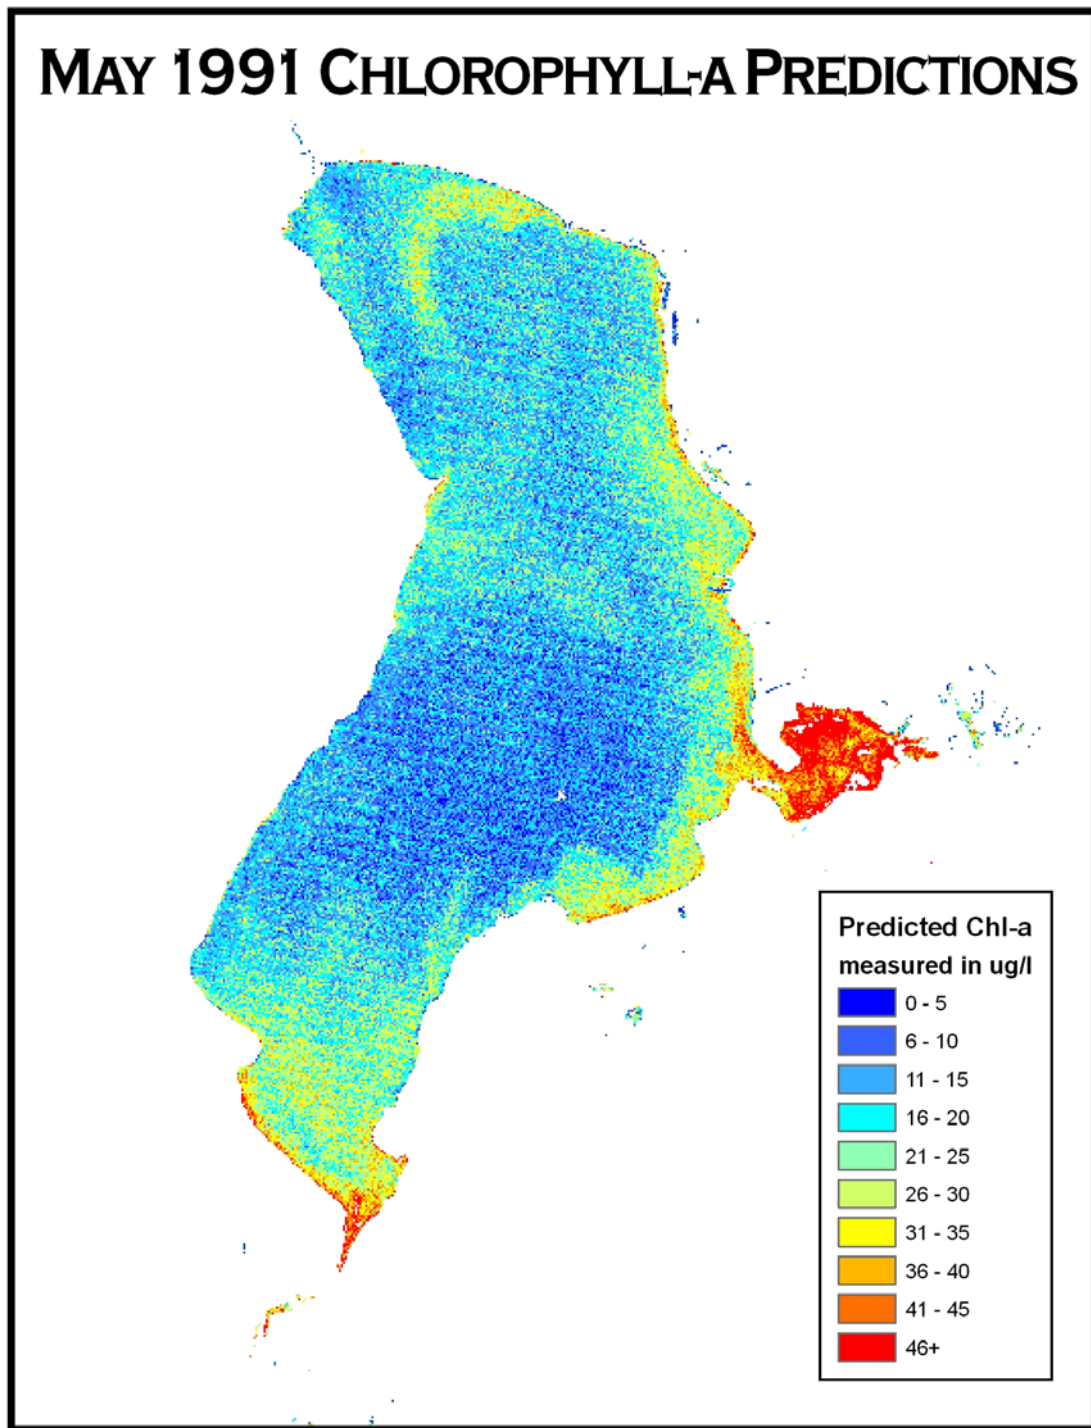 MAY 1991 CHLOROPHYLL-A PREDICTIONS
Predicted Chl-a
measured in ug/l
0 - 5
6 - 10
11 - 15
16 - 20
21 - 25
26 - 30
31 - 35
36 - 40
41 - 45
46+